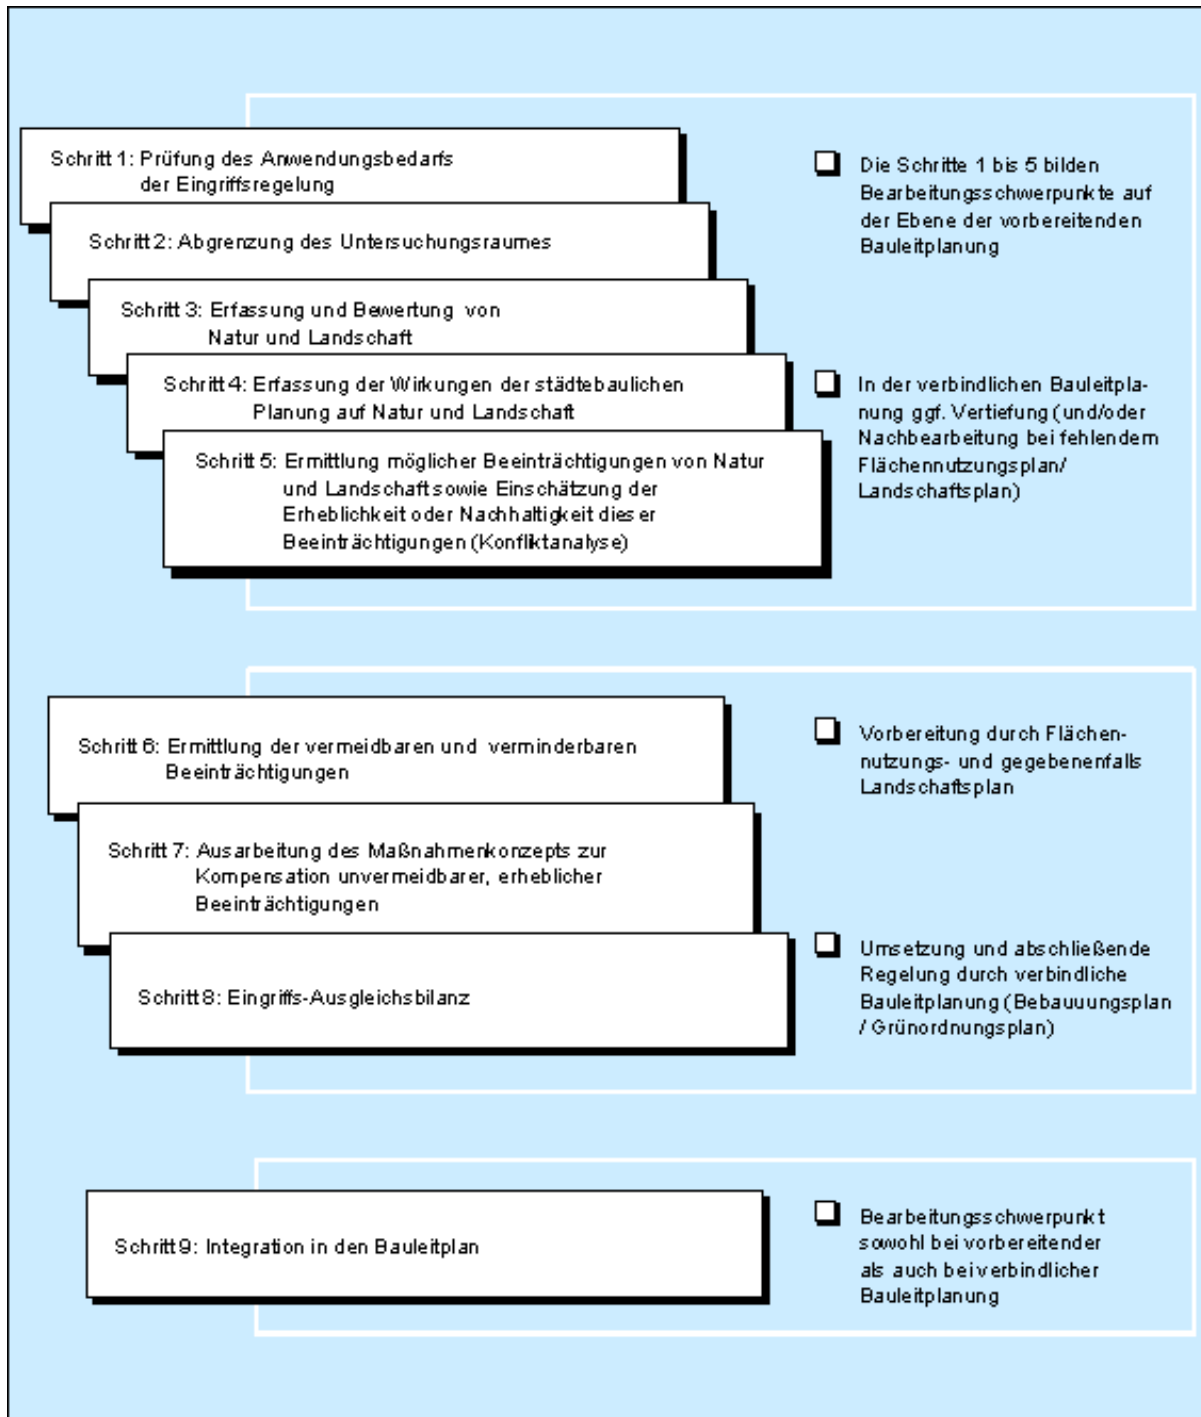 Schritt 1: Prüfung des Anwendungsbedarfs
der Eingriffsregelung
Schritt 2: Abgrenzung des Untersuchungsraumes
Schritt 3: Erfassung und Bewertung von
Natur und Landschaft
Schritt 4: Erfassung der Wirkungen der städtebaulichen
Planung auf Natur und Landschaft
Schritt 5: Ermittlung möglicher Beeinträchtigungen von Natur
und Landschaft sowie Einschätzung der
Erheblichkeit oder Nachhaltigkeit dieser
Beeinträchtigungen (Konfliktanalyse)
Die Schritte 1 bis 5 bilden
Bearbeitungsschwerpunkte auf
der Ebene der vorbereitenden
Bauleitplanung
In der verbindlichen Bauleitpla-
nung ggf. Vertiefung (und/oder
Nachbearbeitung bei fehlendem
Flächennutzungsplan/
Landschaftsplan)
Schritt 6: Ermittlung der vermeidbaren und verminderbaren
Beeinträchtigungen
Schritt 7: Ausarbeitung des Maßnahmenkonzepts zur
Kompensation unvermeidbarer, erheblicher
Beeinträchtigungen
Schritt 8: Eingriffs-Ausgleichsbilanz
Vorbereitung durch Flächen-
nutzungs- und gegebenenfalls
Landschaftsplan
Umsetzung und abschließende
Regelung durch verbindliche
Bauleitplanung (Bebauuungsplan
/ Grünordnungsplan)
Schritt 9: Integration in den Bauleitplan
Bearbeitungsschwerpunkt
sowohl bei vorbereitender
als auch bei verbindlicher
Bauleitplanung